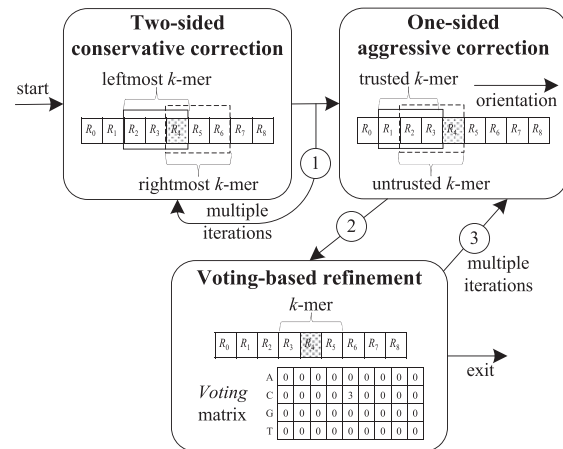 Two-sided
conservative correction
start
leftmost k-mer
R0 R1 R2 R3 R4 R5 R6 R7 R8
rightmost k-mer
1
multiple
iterations
One-sided
aggressive correction
trusted k-mer
orientation
R0 R1 R2 R3 R4 R5 R6 R7 R8
untrusted k-mer
2
3
multiple
iterations
Voting-based refinement
k-mer
R0 R1 R2 R3 R4 R5 R6 R7 R8
exit
Voting
matrix
A 0 0 0 0 0 0 0 0 0
C 0 0 0 0 3 0 0 0 0
G 0 0 0 0 0 0 0 0 0
T 0 0 0 0 0 0 0 0 0